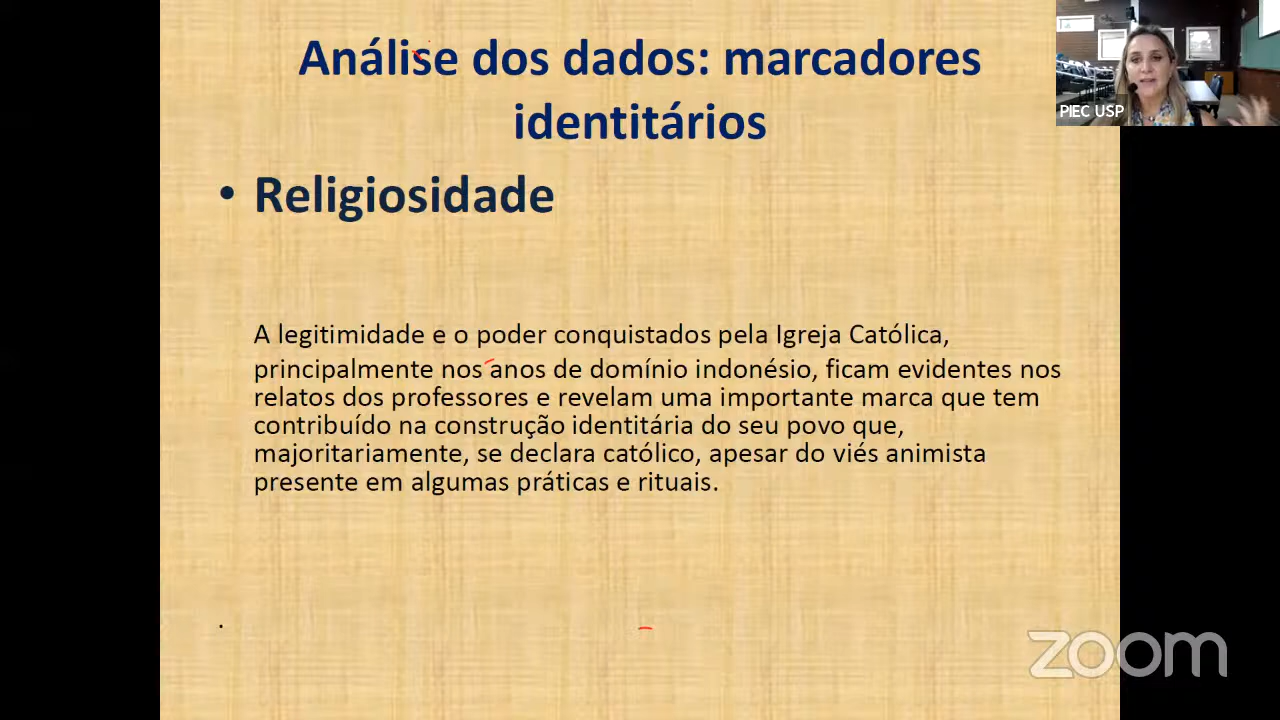 Análise dos dados: marcadores
identitários
PIEC USP
• Religiosidade
A legitimidade e o poder conquistados pela Igreja Católica,
principalmente nos anos de domínio indonésio, ficam evidentes nos
relatos dos professores e revelam uma importante marca que tem
contribuído na construção identitária do seu povo que,
majoritariamente, se declara católico, apesar do viés animista
presente em algumas práticas e rituais.
.
zoom